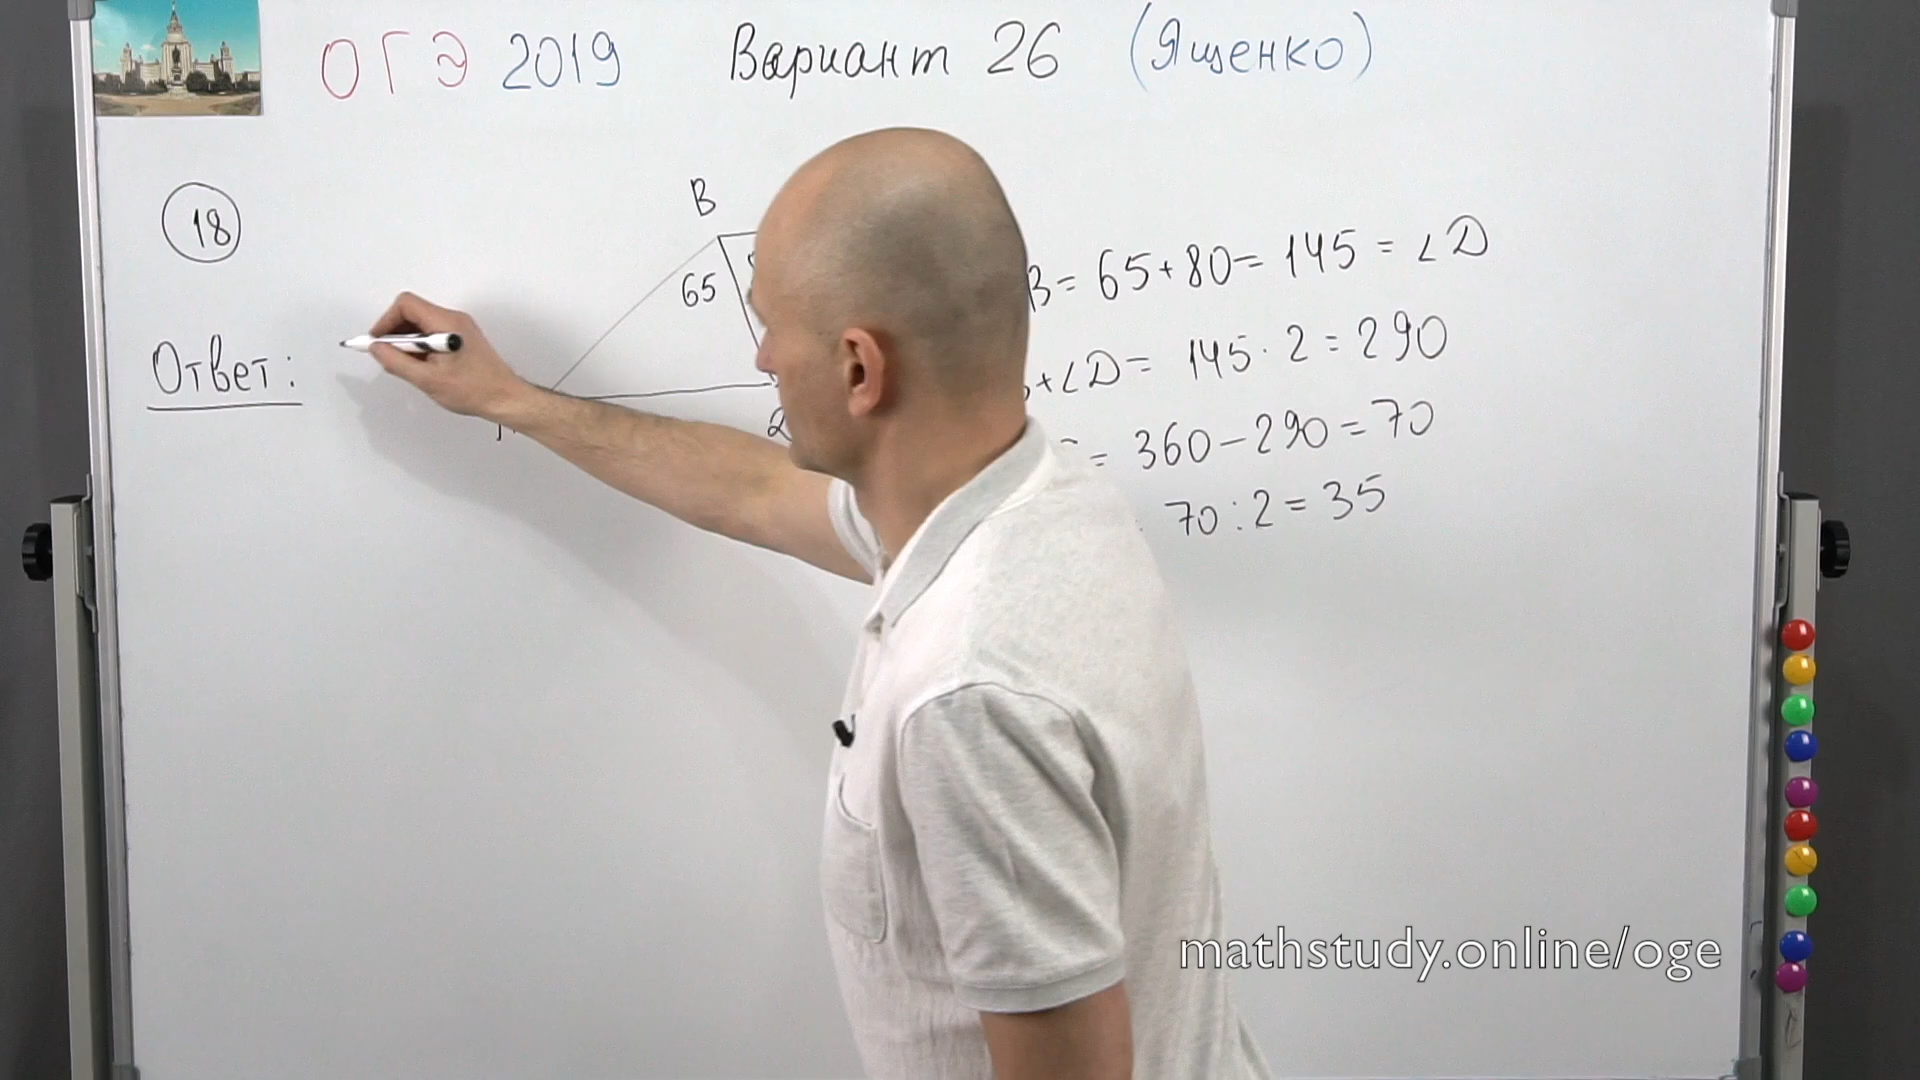 ОГЭ 2019 Вариант 26 (Ященко)
18
B
65
B = 65 + 80 = 145 = ∠D
Ответ:
+ ∠D = 145 · 2 = 290
= 360 − 290 = 70
70 : 2 = 35
mathstudy.online/oge